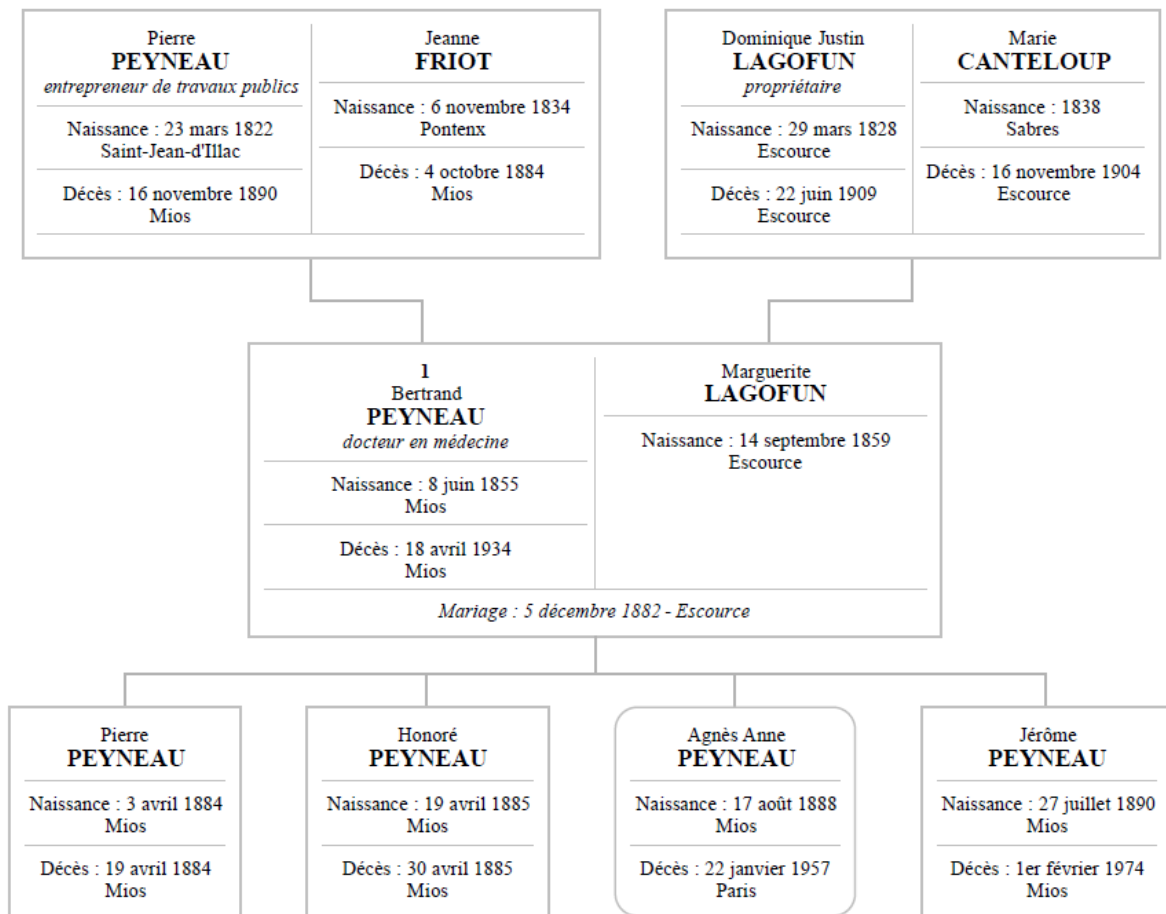 Pierre
PEYNEAU
entrepreneur de travaux publics
Naissance : 23 mars 1822
Saint-Jean-d'Illac
Décès : 16 novembre 1890
Mios
Jeanne
FRIOT
Naissance : 6 novembre 1834
Pontenx
Décès : 4 octobre 1884
Mios
Dominique Justin
LAGOFUN
propriétaire
Naissance : 29 mars 1828
Escource
Décès : 22 juin 1909
Escource
Marie
CANTELOUP
Naissance : 1838
Sabres
Décès : 16 novembre 1904
Escource
1
Bertrand
PEYNEAU
docteur en médecine
Naissance : 8 juin 1855
Mios
Décès : 18 avril 1934
Mios
Marguerite
LAGOFUN
Naissance : 14 septembre 1859
Escource
Mariage : 5 décembre 1882 - Escource
Pierre
PEYNEAU
Naissance : 3 avril 1884
Mios
Décès : 19 avril 1884
Mios
Honoré
PEYNEAU
Naissance : 19 avril 1885
Mios
Décès : 30 avril 1885
Mios
Agnès Anne
PEYNEAU
Naissance : 17 août 1888
Mios
Décès : 22 janvier 1957
Paris
Jérôme
PEYNEAU
Naissance : 27 juillet 1890
Mios
Décès : 1er février 1974
Mios